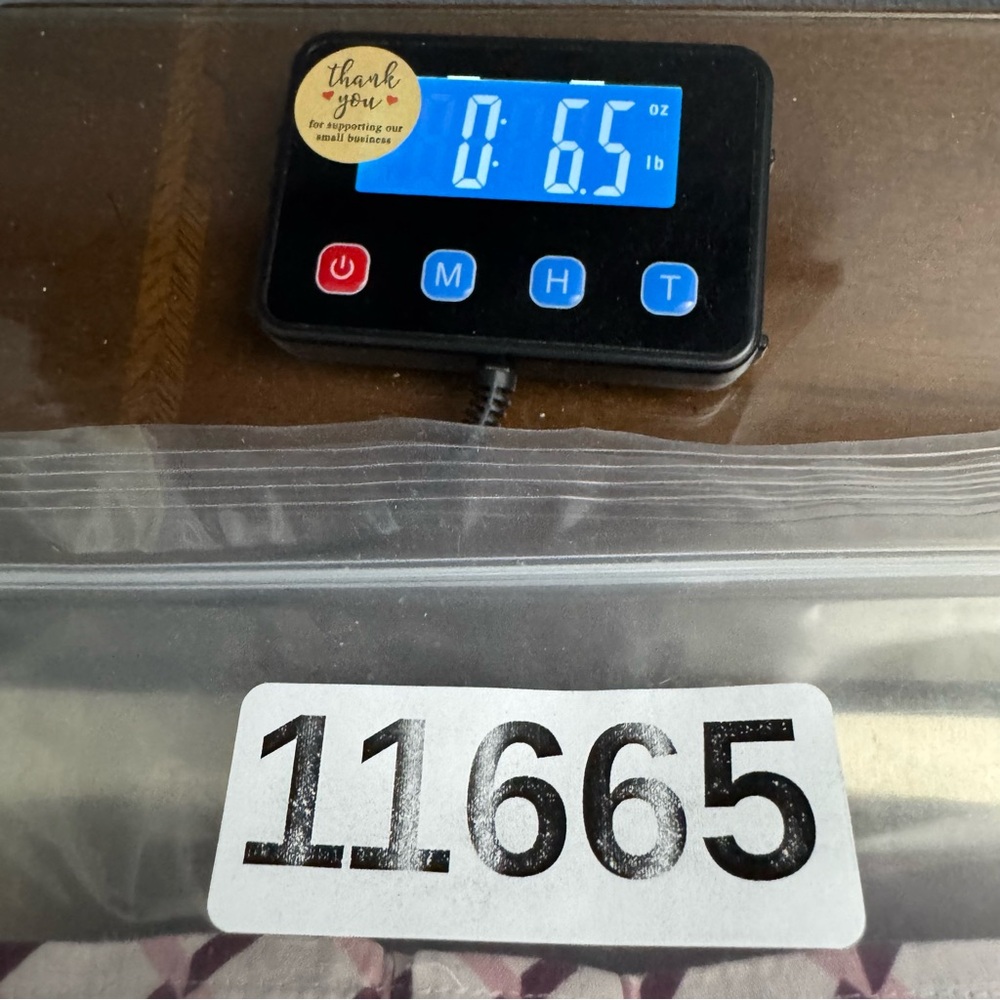 thank
you
for supporting our
small business
0: 6.5 oz
lb
M H T
11665